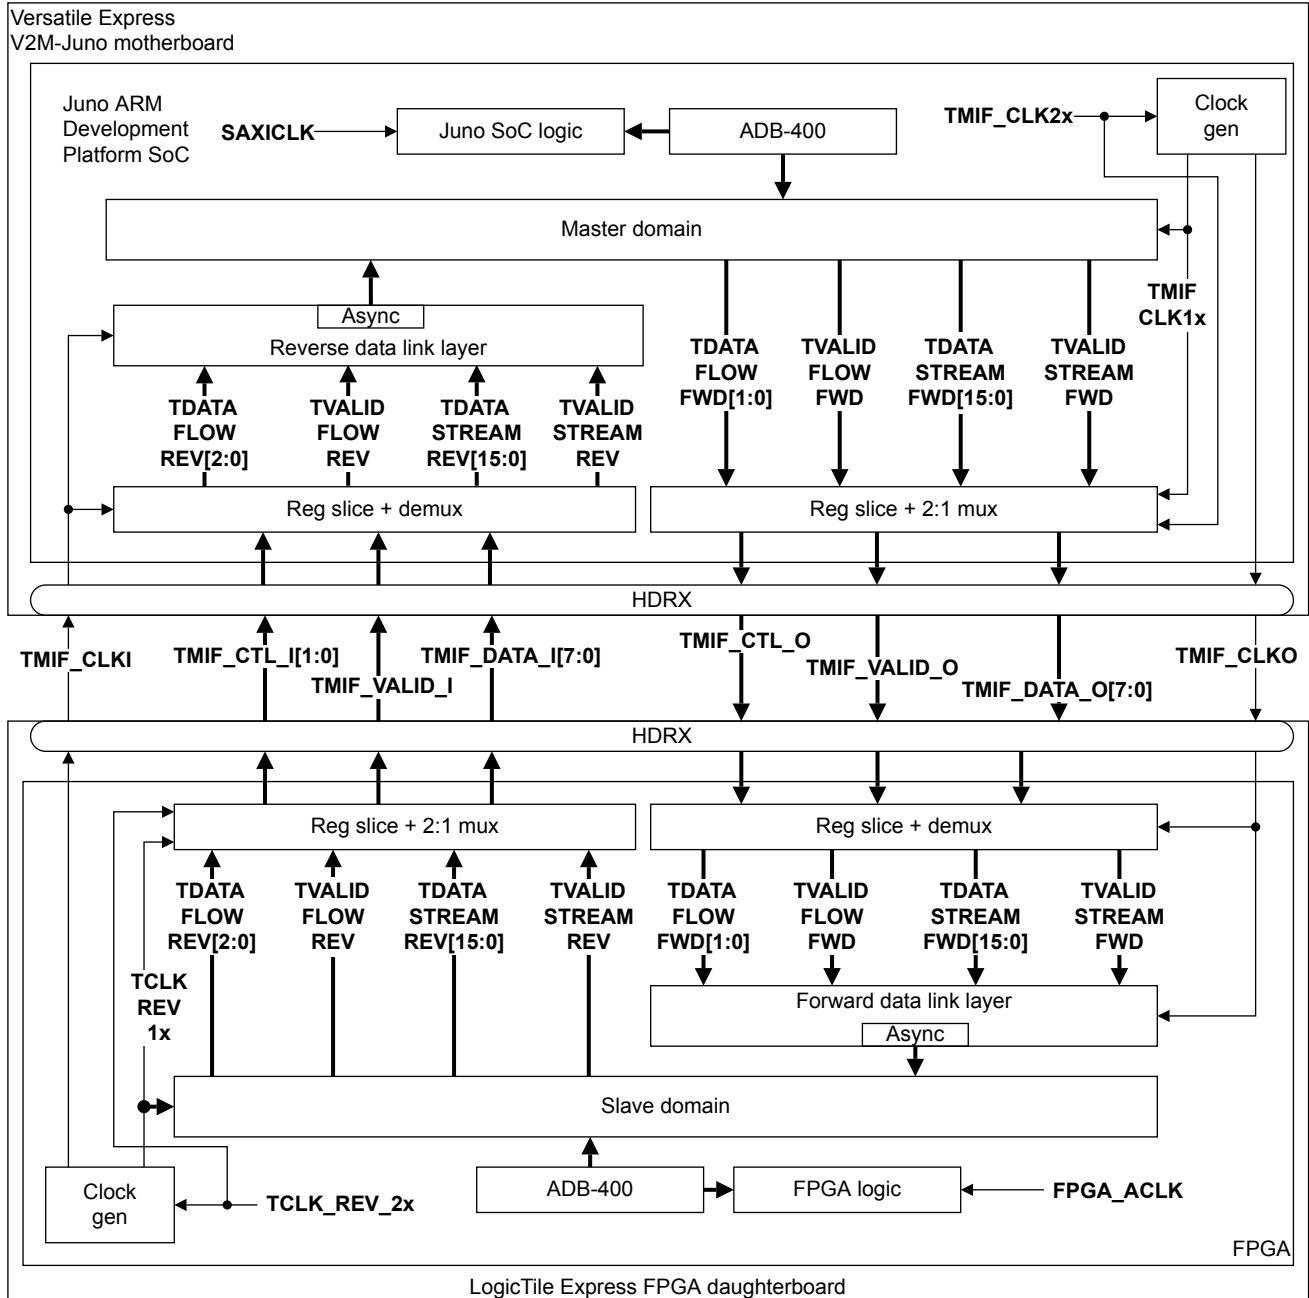 Versatile Express
V2M-Juno motherboard
Juno ARM
Development
Platform SoC
SAXICLK
Juno SoC logic
ADB-400
TMIF_CLK2x
Clock
gen
Master domain
TMIF
CLK1x
Async
Reverse data link layer
TDATA
FLOW
REV[2:0]
TVALID
FLOW
REV
TDATA
STREAM
REV[15:0]
TVALID
STREAM
REV
TDATA
FLOW
FWD[1:0]
TVALID
FLOW
FWD
TDATA
STREAM
FWD[15:0]
TVALID
STREAM
FWD
Reg slice + demux
Reg slice + 2:1 mux
HDRX
TMIF_CLKI
TMIF_CTL_I[1:0]
TMIF_VALID_I
TMIF_DATA_I[7:0]
TMIF_CTL_O
TMIF_VALID_O
TMIF_DATA_O[7:0]
TMIF_CLKO
HDRX
Reg slice + 2:1 mux
Reg slice + demux
TDATA
FLOW
REV[2:0]
TVALID
FLOW
REV
TDATA
STREAM
REV[15:0]
TVALID
STREAM
REV
TDATA
FLOW
FWD[1:0]
TVALID
FLOW
FWD
TDATA
STREAM
FWD[15:0]
TVALID
STREAM
FWD
TCLK
REV
1x
Forward data link layer
Async
Slave domain
Clock
gen
TCLK_REV_2x
ADB-400
FPGA logic
FPGA_ACLK
FPGA
LogicTile Express FPGA daughterboard